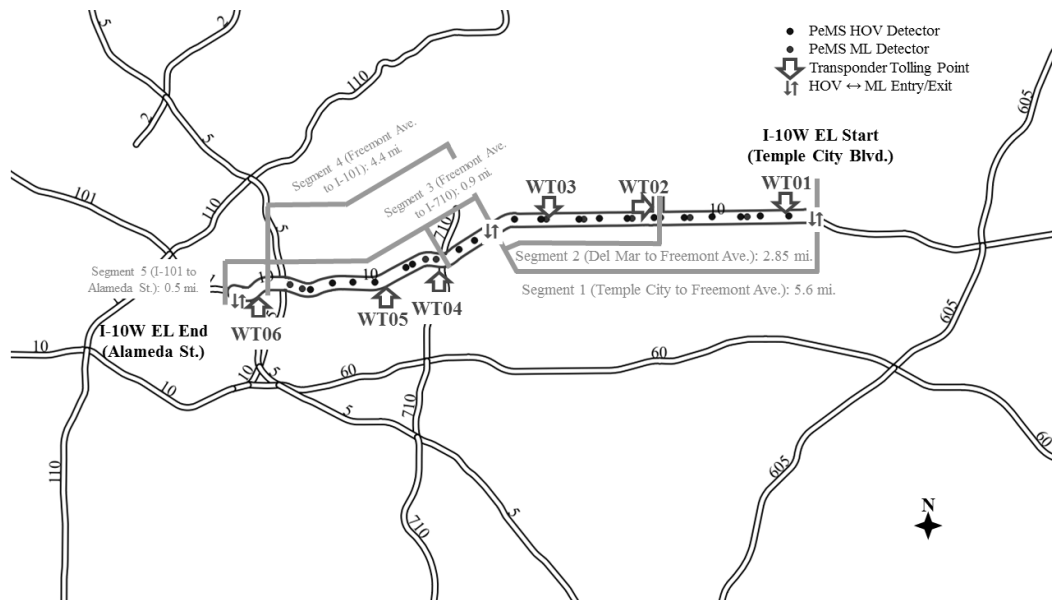 PeMS HOV Detector
PeMS ML Detector
Transponder Tolling Point
HOV ↔ ML Entry/Exit
5
2
2
110
5
605
I-10W EL Start
(Temple City Blvd.)
Segment 4 (Freemont Ave.
to I-101): 4.4 mi.
Segment 3 (Freemont Ave.
to I-710): 0.9 mi.
101
110
5
710
WT03
WT02
WT01
10
Segment 2 (Del Mar to Freemont Ave.): 2.85 mi.
Segment 1 (Temple City to Freemont Ave.): 5.6 mi.
Segment 5 (I-101 to
Alameda St.): 0.5 mi.
10
10
5
WT04
WT05
WT06
I-10W EL End
(Alameda St.)
605
10
10
10
5
60
60
60
710
5
110
605
710
5
N